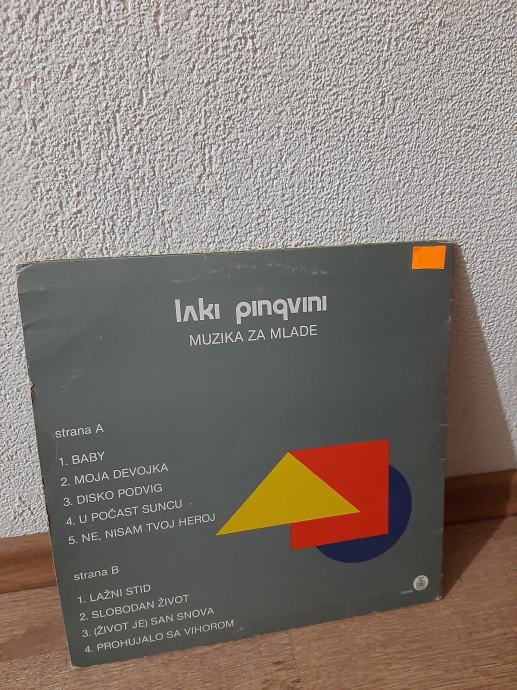 laki pingvini
MUZIKA ZA MLADE
strana A
1. BABY
2. MOJA DEVOJKA
3. DISKO PODVIG
4. U POČAST SUNCU
5. NE, NISAM TVOJ HEROJ
strana B
1. LAŽNI STID
2. SLOBODAN ŽIVOT
3. (ŽIVOT JE) SAN SNOVA
4. PROHUJALO SA VIHOROM